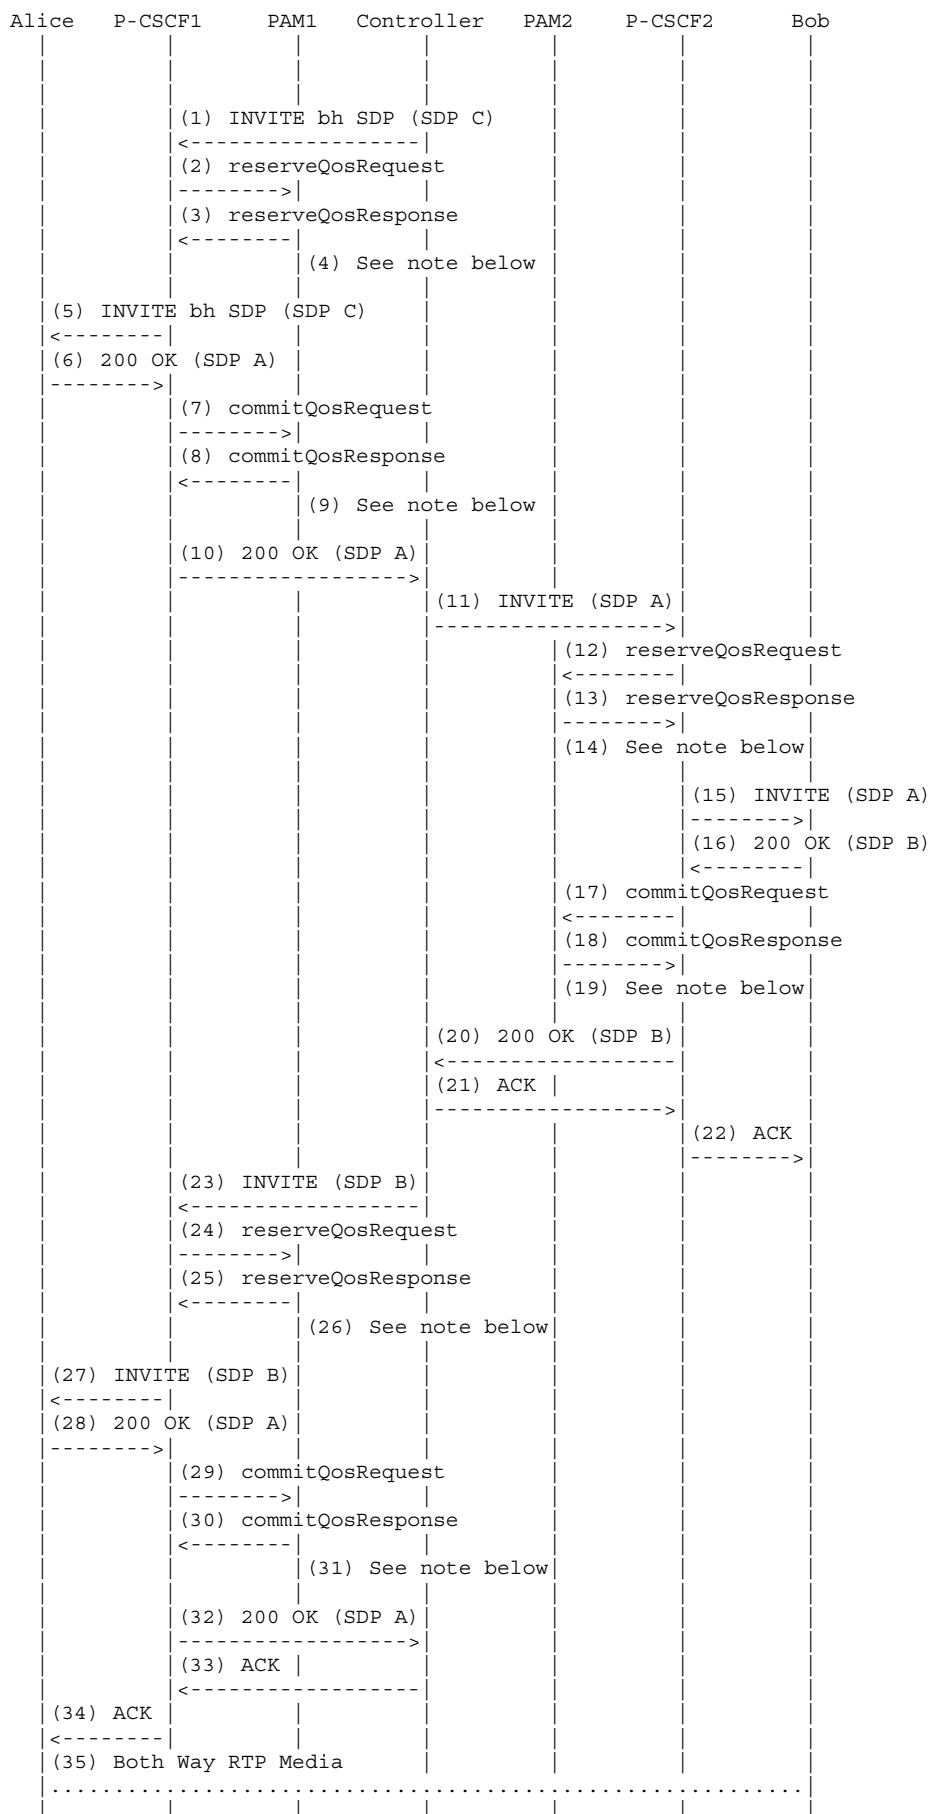 Alice P-CSCF1 PAM1 Controller PAM2 P-CSCF2 Bob
(1) INVITE bh SDP (SDP C)
(2) reserveQosRequest
(3) reserveQosResponse
(4) See note below
(5) INVITE bh SDP (SDP C)
(6) 200 OK (SDP A)
(7) commitQosRequest
(8) commitQosResponse
(9) See note below
(10) 200 OK (SDP A)
(11) INVITE (SDP A)
(12) reserveQosRequest
(13) reserveQosResponse
(14) See note below
(15) INVITE (SDP A)
(16) 200 OK (SDP B)
(17) commitQosRequest
(18) commitQosResponse
(19) See note below
(20) 200 OK (SDP B)
(21) ACK
(22) ACK
(23) INVITE (SDP B)
(24) reserveQosRequest
(25) reserveQosResponse
(26) See note below
(27) INVITE (SDP B)
(28) 200 OK (SDP A)
(29) commitQosRequest
(30) commitQosResponse
(31) See note below
(32) 200 OK (SDP A)
(33) ACK
(34) ACK
(35) Both Way RTP Media